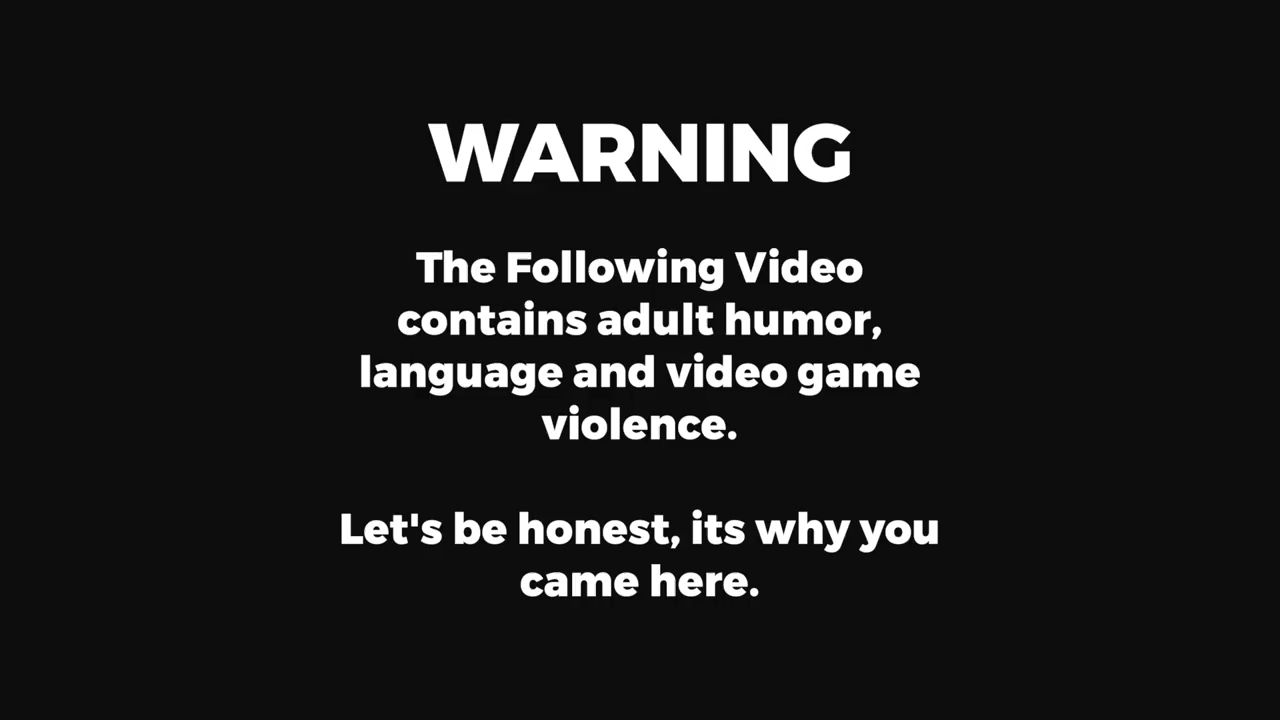 WARNING
The Following Video
contains adult humor,
language and video game
violence.
Let's be honest, its why you
came here.